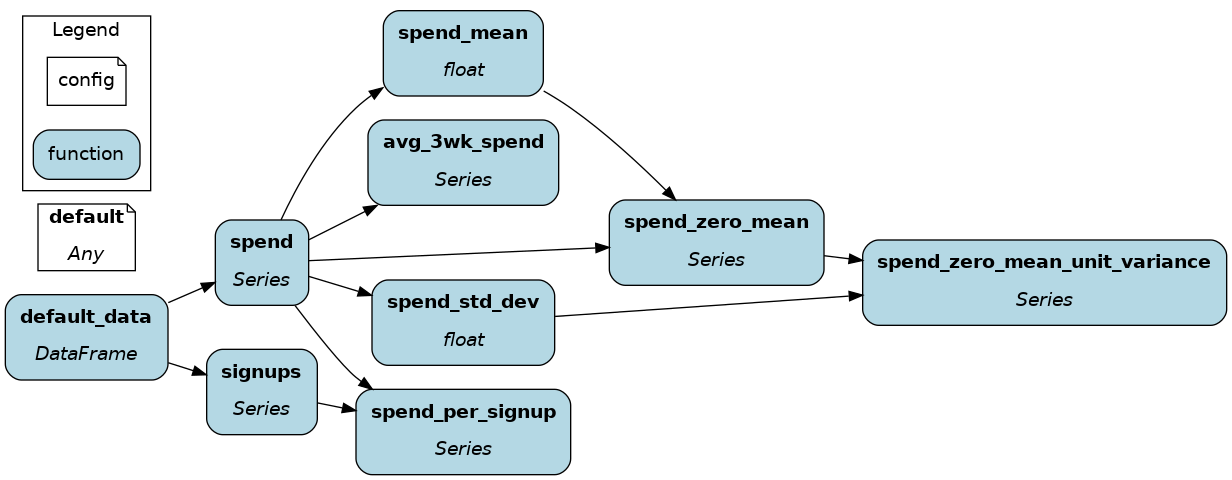 Legend
config
function
default
Any
default_data
DataFrame
spend
Series
signups
Series
spend_mean
float
avg_3wk_spend
Series
spend_std_dev
float
spend_per_signup
Series
spend_zero_mean
Series
spend_zero_mean_unit_variance
Series